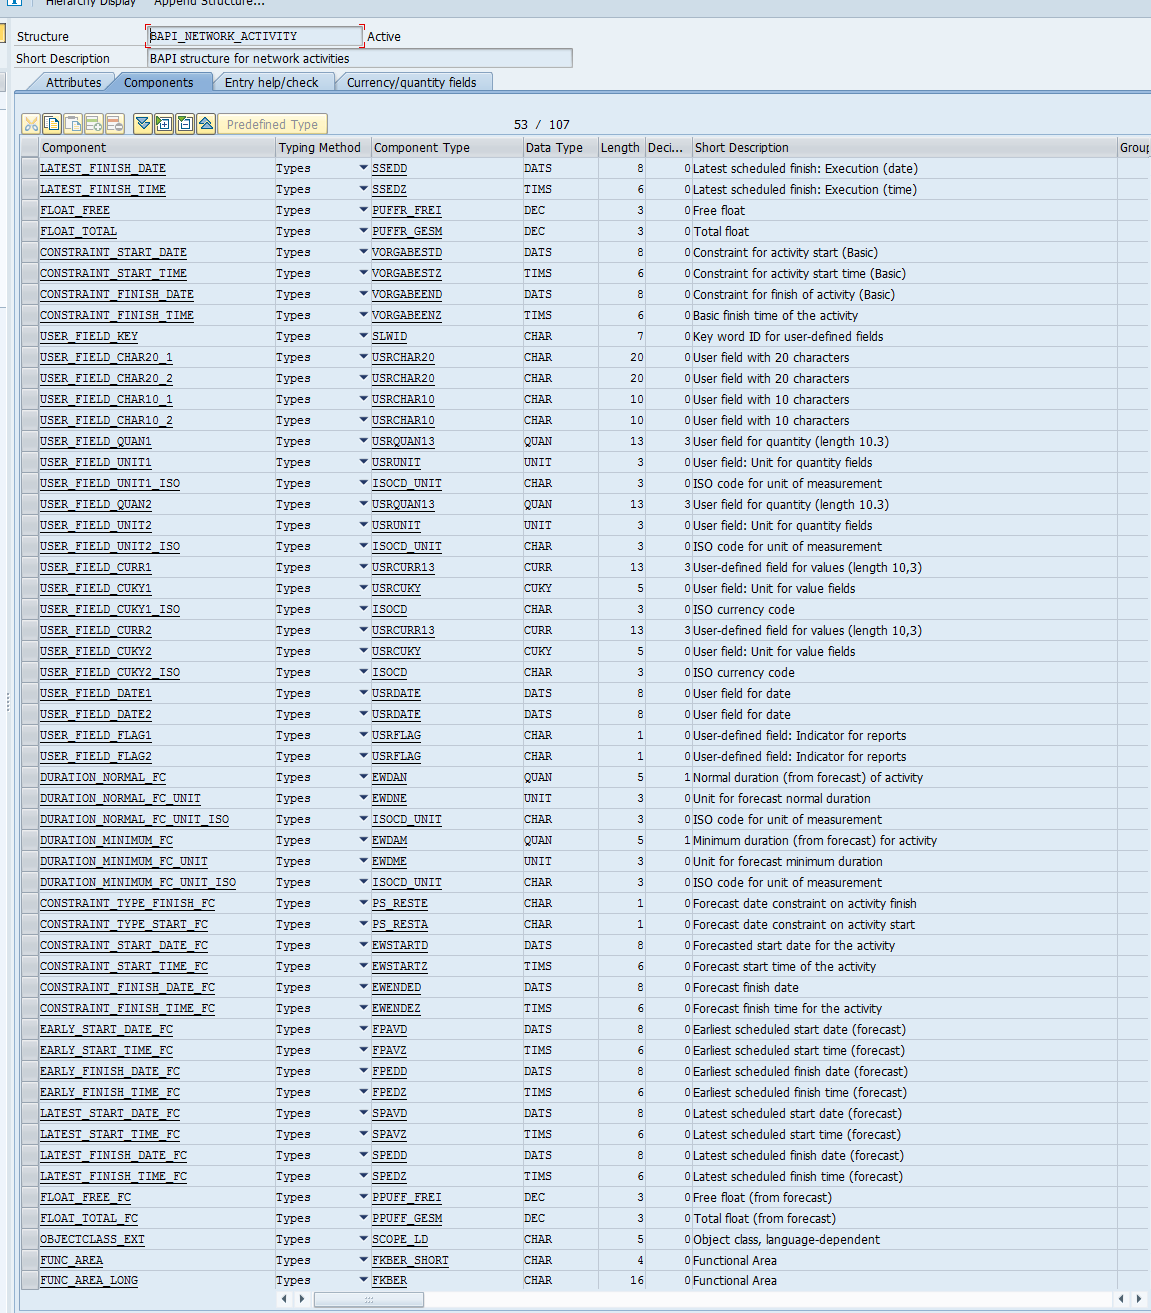 Hierarchy Display Append Structure...
Structure BAPI_NETWORK_ACTIVITY Active
Short Description BAPI structure for network activities
Attributes Components Entry help/check Currency/quantity fields
Predefined Type 53 / 107
Component Typing Method Component Type Data Type Length Deci... Short Description Group
LATEST_FINISH_DATE Types SSEDD DATS 8 0 Latest scheduled finish: Execution (date)
LATEST_FINISH_TIME Types SSEDZ TIMS 6 0 Latest scheduled finish: Execution (time)
FLOAT_FREE Types PUFFR_FREI DEC 3 0 Free float
FLOAT_TOTAL Types PUFFR_GESM DEC 3 0 Total float
CONSTRAINT_START_DATE Types VORGABESTD DATS 8 0 Constraint for activity start (Basic)
CONSTRAINT_START_TIME Types VORGABESTZ TIMS 6 0 Constraint for activity start time (Basic)
CONSTRAINT_FINISH_DATE Types VORGABEEND DATS 8 0 Constraint for finish of activity (Basic)
CONSTRAINT_FINISH_TIME Types VORGABEENZ TIMS 6 0 Basic finish time of the activity
USER_FIELD_KEY Types SLWID CHAR 7 0 Key word ID for user-defined fields
USER_FIELD_CHAR20_1 Types USRCHAR20 CHAR 20 0 User field with 20 characters
USER_FIELD_CHAR20_2 Types USRCHAR20 CHAR 20 0 User field with 20 characters
USER_FIELD_CHAR10_1 Types USRCHAR10 CHAR 10 0 User field with 10 characters
USER_FIELD_CHAR10_2 Types USRCHAR10 CHAR 10 0 User field with 10 characters
USER_FIELD_QUAN1 Types USRQUAN13 QUAN 13 3 User field for quantity (length 10.3)
USER_FIELD_UNIT1 Types USRUNIT UNIT 3 0 User field: Unit for quantity fields
USER_FIELD_UNIT1_ISO Types ISOCD_UNIT CHAR 3 0 ISO code for unit of measurement
USER_FIELD_QUAN2 Types USRQUAN13 QUAN 13 3 User field for quantity (length 10.3)
USER_FIELD_UNIT2 Types USRUNIT UNIT 3 0 User field: Unit for quantity fields
USER_FIELD_UNIT2_ISO Types ISOCD_UNIT CHAR 3 0 ISO code for unit of measurement
USER_FIELD_CURR1 Types USRCURR13 CURR 13 3 User-defined field for values (length 10,3)
USER_FIELD_CUKY1 Types USRCUKY CUKY 5 0 User field: Unit for value fields
USER_FIELD_CUKY1_ISO Types ISOCD CHAR 3 0 ISO currency code
USER_FIELD_CURR2 Types USRCURR13 CURR 13 3 User-defined field for values (length 10,3)
USER_FIELD_CUKY2 Types USRCUKY CUKY 5 0 User field: Unit for value fields
USER_FIELD_CUKY2_ISO Types ISOCD CHAR 3 0 ISO currency code
USER_FIELD_DATE1 Types USRDATE DATS 8 0 User field for date
USER_FIELD_DATE2 Types USRDATE DATS 8 0 User field for date
USER_FIELD_FLAG1 Types USRFLAG CHAR 1 0 User-defined field: Indicator for reports
USER_FIELD_FLAG2 Types USRFLAG CHAR 1 0 User-defined field: Indicator for reports
DURATION_NORMAL_FC Types EWDAN QUAN 5 1 Normal duration (from forecast) of activity
DURATION_NORMAL_FC_UNIT Types EWDNE UNIT 3 0 Unit for forecast normal duration
DURATION_NORMAL_FC_UNIT_ISO Types ISOCD_UNIT CHAR 3 0 ISO code for unit of measurement
DURATION_MINIMUM_FC Types EWDAM QUAN 5 1 Minimum duration (from forecast) for activity
DURATION_MINIMUM_FC_UNIT Types EWDME UNIT 3 0 Unit for forecast minimum duration
DURATION_MINIMUM_FC_UNIT_ISO Types ISOCD_UNIT CHAR 3 0 ISO code for unit of measurement
CONSTRAINT_TYPE_FINISH_FC Types PS_RESTE CHAR 1 0 Forecast date constraint on activity finish
CONSTRAINT_TYPE_START_FC Types PS_RESTA CHAR 1 0 Forecast date constraint on activity start
CONSTRAINT_START_DATE_FC Types EWSTARTD DATS 8 0 Forecasted start date for the activity
CONSTRAINT_START_TIME_FC Types EWSTARTZ TIMS 6 0 Forecast start time of the activity
CONSTRAINT_FINISH_DATE_FC Types EWENDED DATS 8 0 Forecast finish date
CONSTRAINT_FINISH_TIME_FC Types EWENDEZ TIMS 6 0 Forecast finish time for the activity
EARLY_START_DATE_FC Types FPAVD DATS 8 0 Earliest scheduled start date (forecast)
EARLY_START_TIME_FC Types FPAVZ TIMS 6 0 Earliest scheduled start time (forecast)
EARLY_FINISH_DATE_FC Types FPEDD DATS 8 0 Earliest scheduled finish date (forecast)
EARLY_FINISH_TIME_FC Types FPEDZ TIMS 6 0 Earliest scheduled finish time (forecast)
LATEST_START_DATE_FC Types SPAVD DATS 8 0 Latest scheduled start date (forecast)
LATEST_START_TIME_FC Types SPAVZ TIMS 6 0 Latest scheduled start time (forecast)
LATEST_FINISH_DATE_FC Types SPEDD DATS 8 0 Latest scheduled finish date (forecast)
LATEST_FINISH_TIME_FC Types SPEDZ TIMS 6 0 Latest scheduled finish time (forecast)
FLOAT_FREE_FC Types PPUFF_FREI DEC 3 0 Free float (from forecast)
FLOAT_TOTAL_FC Types PPUFF_GESM DEC 3 0 Total float (from forecast)
OBJECTCLASS_EXT Types SCOPE_LD CHAR 5 0 Object class, language-dependent
FUNC_AREA Types FKBER_SHORT CHAR 4 0 Functional Area
FUNC_AREA_LONG Types FKBER CHAR 16 0 Functional Area